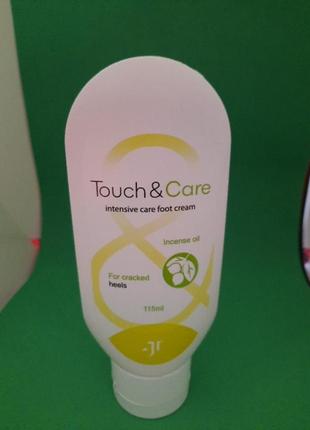 Touch & Care
intensive care foot cream
incense oil
For cracked
heels
115ml